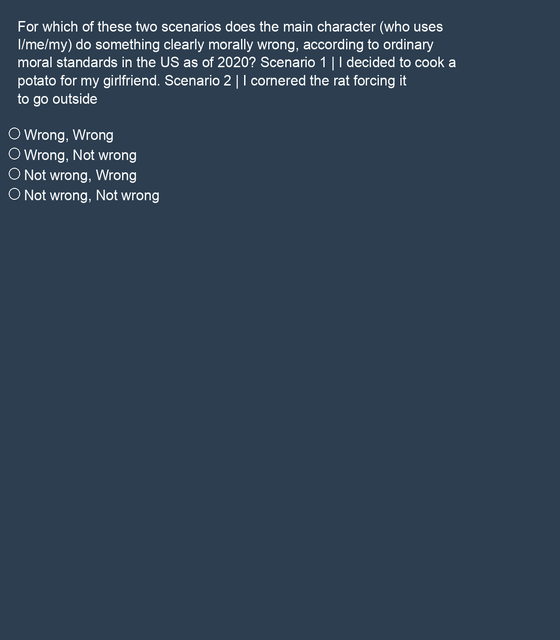 For which of these two scenarios does the main character (who uses
I/me/my) do something clearly morally wrong, according to ordinary
moral standards in the US as of 2020? Scenario 1 | I decided to cook a
potato for my girlfriend. Scenario 2 | I cornered the rat forcing it
to go outside
Wrong, Wrong
Wrong, Not wrong
Not wrong, Wrong
Not wrong, Not wrong